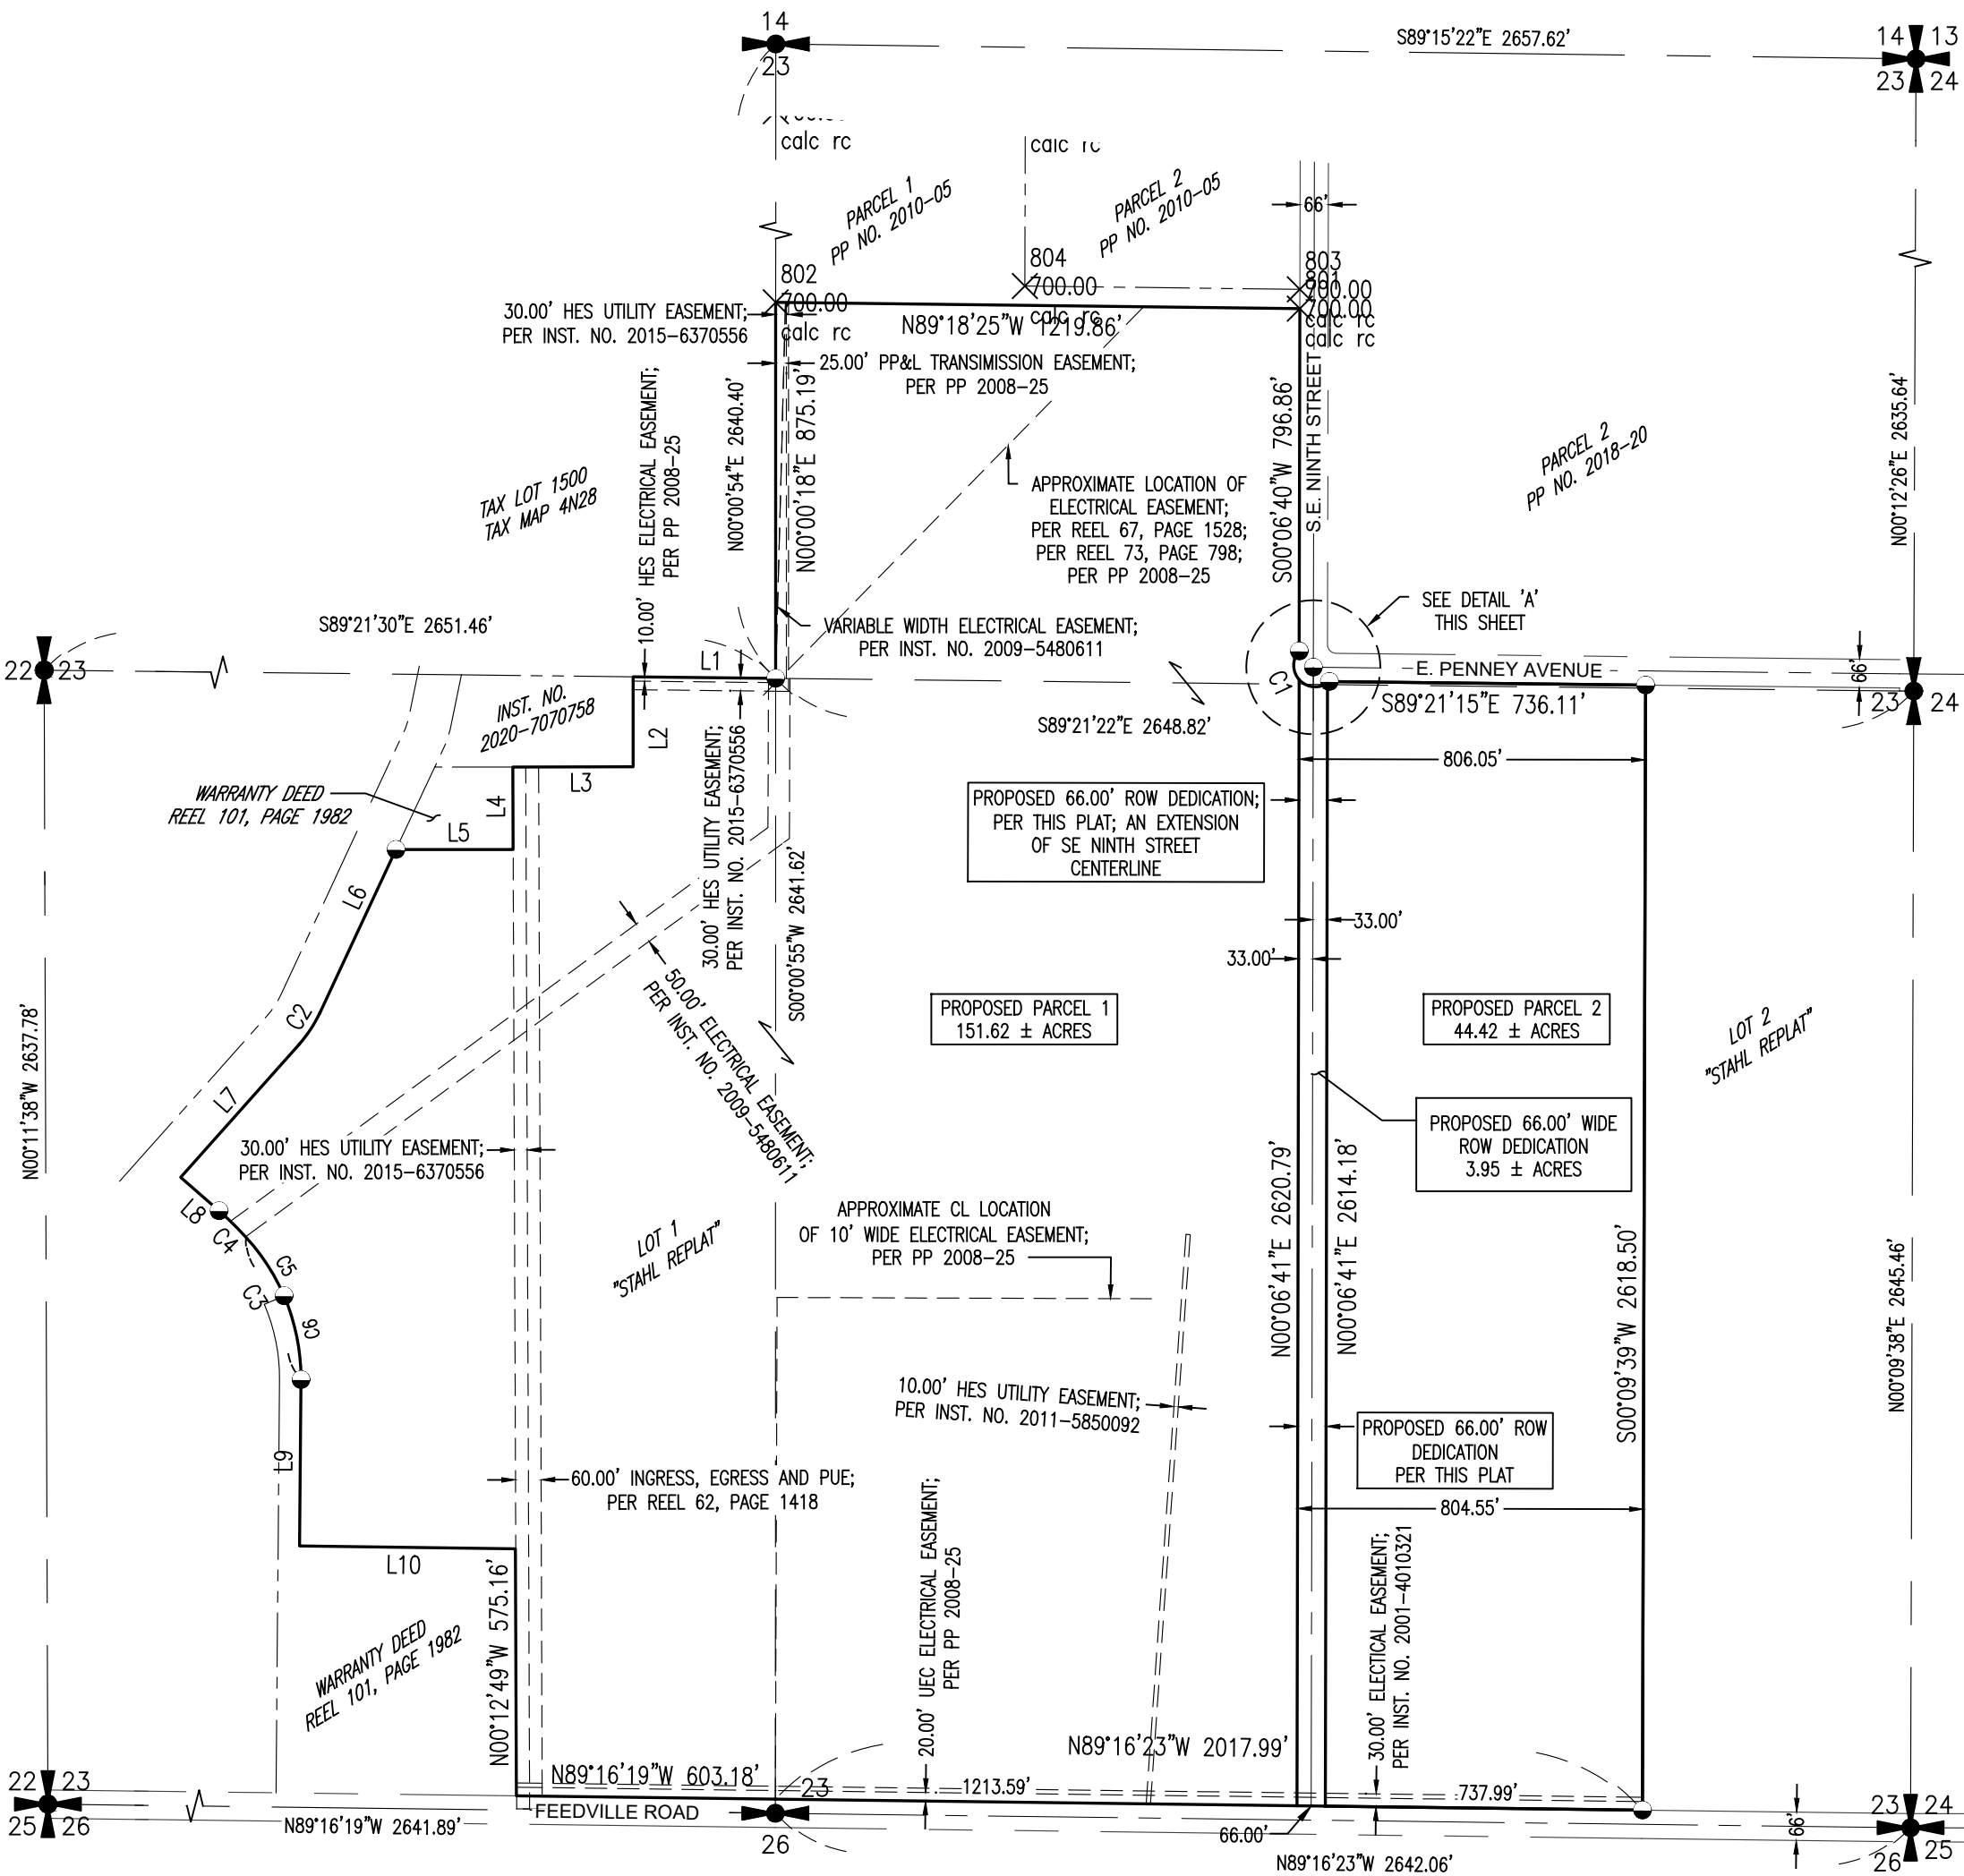 14
23
S89°15'22"E 2657.62'
14 13
23 24
calc rc
calc rc
PARCEL 1
PP NO. 2010-05
PARCEL 2
PP NO. 2010-05
66'
802
700.00
calc rc
804
700.00
calc rc
803
801
700.00
700.00
calc rc
calc rc
30.00' HES UTILITY EASEMENT;
PER INST. NO. 2015-6370556
N89°18'25"W 1219.86'
25.00' PP&L TRANSIMISSION EASEMENT;
PER PP 2008-25
10.00' HES ELECTRICAL EASEMENT;
PER PP 2008-25
N00°00'54"E 2640.40'
N00°00'18"E 875.19'
S00°06'40"W 796.86'
S.E. NINTH STREET
N00°12'26"E 2635.64'
TAX LOT 1500
TAX MAP 4N28
APPROXIMATE LOCATION OF
ELECTRICAL EASEMENT;
PER REEL 67, PAGE 1528;
PER REEL 73, PAGE 798;
PER PP 2008-25
PARCEL 2
PP NO. 2018-20
SEE DETAIL 'A'
THIS SHEET
S89°21'30"E 2651.46'
VARIABLE WIDTH ELECTRICAL EASEMENT;
PER INST. NO. 2009-5480611
22 23
L1
C1
E. PENNEY AVENUE
66'
23 24
S89°21'15"E 736.11'
S89°21'22"E 2648.82'
INST. NO.
2020-7070758
L2
L3
L4
L5
806.05'
WARRANTY DEED
REEL 101, PAGE 1982
30.00' HES UTILITY EASEMENT;
PER INST. NO. 2015-6370556
S00°00'55"W 2641.62'
PROPOSED 66.00' ROW DEDICATION;
PER THIS PLAT; AN EXTENSION
OF SE NINTH STREET
CENTERLINE
L6
33.00'
33.00'
C2
50.00' ELECTRICAL EASEMENT;
PER INST. NO. 2009-5480611
PROPOSED PARCEL 1
151.62 ± ACRES
PROPOSED PARCEL 2
44.42 ± ACRES
LOT 2
"STAHL REPLAT"
N00°11'38"W 2637.78'
L7
30.00' HES UTILITY EASEMENT;
PER INST. NO. 2015-6370556
PROPOSED 66.00' WIDE
ROW DEDICATION
3.95 ± ACRES
L8
C4
C5
C3
C6
LOT 1
"STAHL REPLAT"
APPROXIMATE CL LOCATION
OF 10' WIDE ELECTRICAL EASEMENT;
PER PP 2008-25
N00°06'41"E 2620.79'
N00°06'41"E 2614.18'
S00°09'39"W 2618.50'
N00°09'38"E 2645.46'
10.00' HES UTILITY EASEMENT;
PER INST. NO. 2011-5850092
PROPOSED 66.00' ROW
DEDICATION
PER THIS PLAT
L9
60.00' INGRESS, EGRESS AND PUE;
PER REEL 62, PAGE 1418
804.55'
20.00' UEC ELECTRICAL EASEMENT;
PER PP 2008-25
30.00' ELECTICAL EASEMENT;
PER INST. NO. 2001-4010321
L10
N00°12'49"W 575.16'
WARRANTY DEED
REEL 101, PAGE 1982
N89°16'23"W 2017.99'
N89°16'19"W 603.18'
23
1213.59'
737.99'
22 23
25 26
FEEDVILLE ROAD
N89°16'19"W 2641.89'
26
66.00'
N89°16'23"W 2642.06'
66'
23 24
26 25